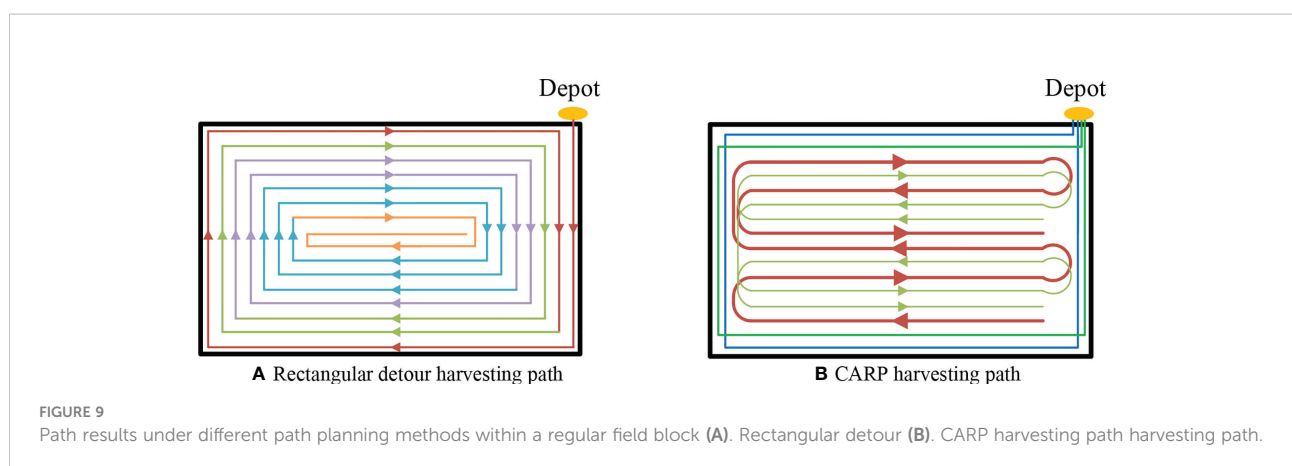 Depot
Depot
A Rectangular detour harvesting path
B CARP harvesting path
FIGURE 9
Path results under different path planning methods within a regular field block (A). Rectangular detour (B). CARP harvesting path harvesting path.